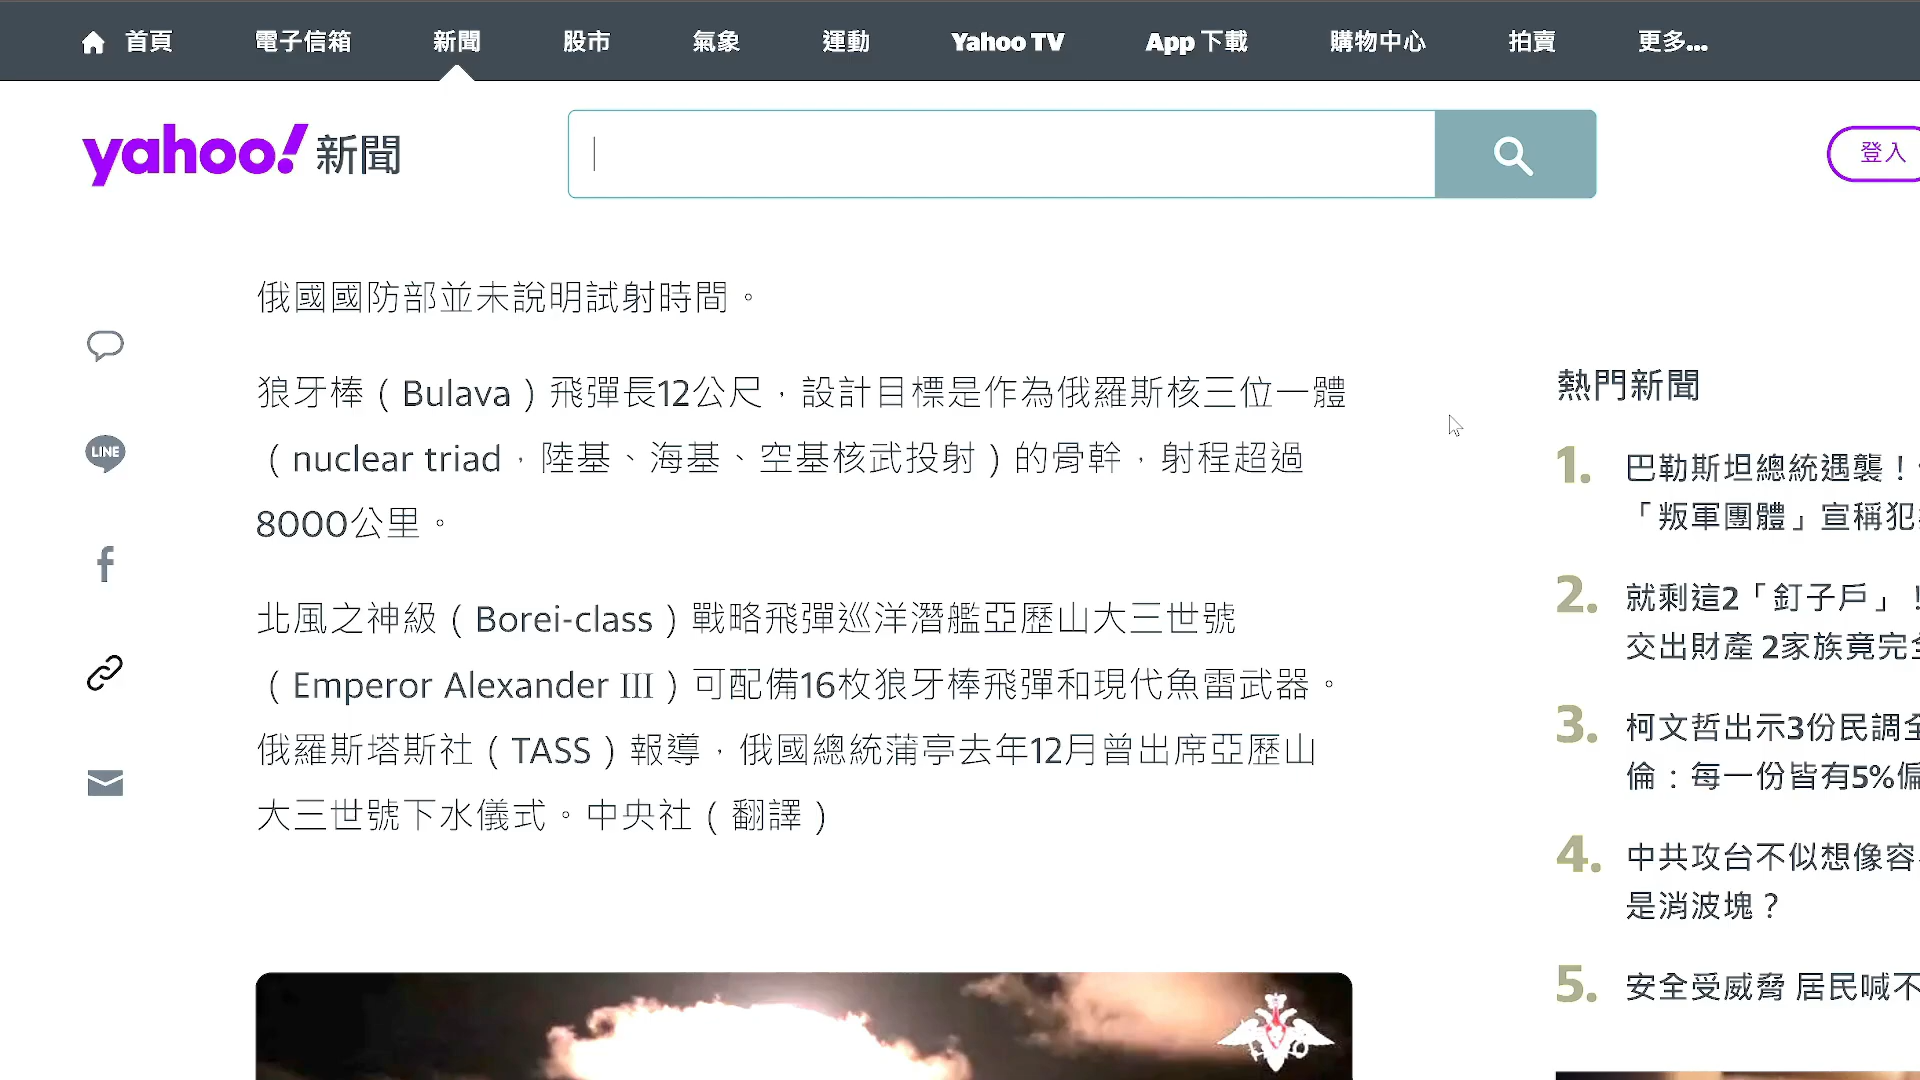 首頁 電子信箱 新聞 股市 氣象 運動 Yahoo TV App 下載 購物中心 拍賣 更多...
yahoo! 新聞
登入
俄國國防部並未說明試射時間。
狼牙棒（Bulava）飛彈長12公尺，設計目標是作為俄羅斯核三位一體
（nuclear triad，陸基、海基、空基核武投射）的骨幹，射程超過
8000公里。
北風之神級（Borei-class）戰略飛彈巡洋潛艦亞歷山大三世號
（Emperor Alexander III）可配備16枚狼牙棒飛彈和現代魚雷武器。
俄羅斯塔斯社（TASS）報導，俄國總統蒲亭去年12月曾出席亞歷山
大三世號下水儀式。中央社（翻譯）
LINE
熱門新聞
1. 巴勒斯坦總統遇襲！
「叛軍團體」宣稱犯
2. 就剩這2「釘子戶」！
交出財產 2家族竟完全
3. 柯文哲出示3份民調全
倫：每一份皆有5%偏
4. 中共攻台不似想像容
是消波塊？
5. 安全受威脅 居民喊不